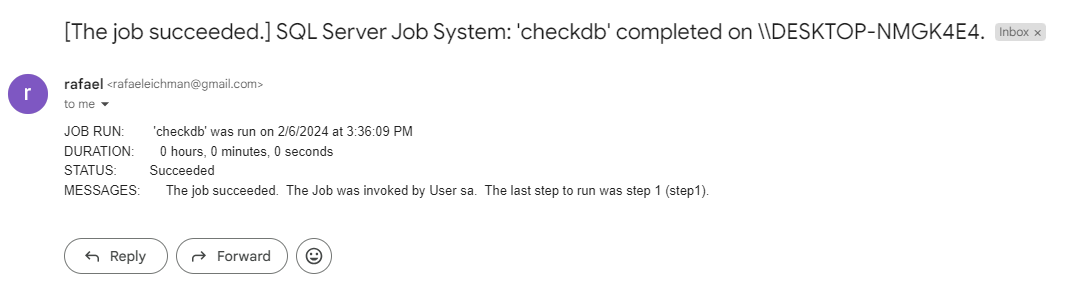 [The job succeeded.] SQL Server Job System: 'checkdb' completed on \\DESKTOP-NMGK4E4. Inbox ×
r
rafael <rafaeleichman@gmail.com>
to me
JOB RUN: 'checkdb' was run on 2/6/2024 at 3:36:09 PM
DURATION: 0 hours, 0 minutes, 0 seconds
STATUS: Succeeded
MESSAGES: The job succeeded. The Job was invoked by User sa. The last step to run was step 1 (step1).
Reply Forward